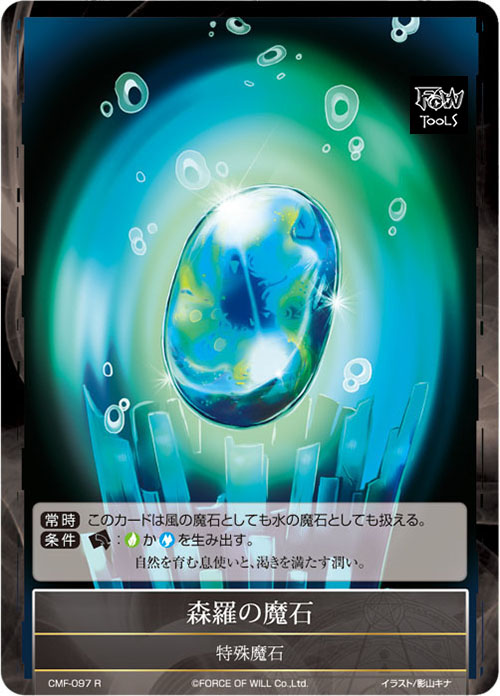 FOW
TOOLS
常時 このカードは風の魔石としても水の魔石としても扱える。
条件 : か を生み出す。
自然を育む息使いと、渇きを満たす潤い。
森羅の魔石
特殊魔石
CMF-097 R ©FORCE OF WILL Co.,Ltd. イラスト/影山キナ